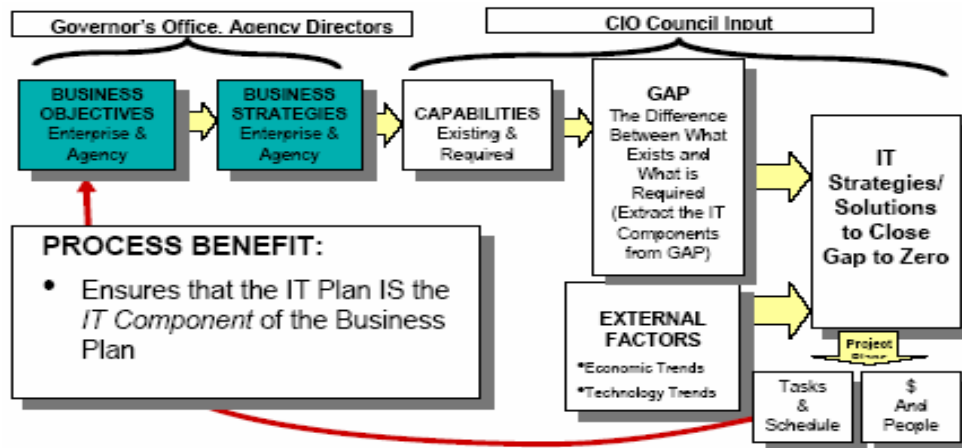 Governor's Office, Agency Directors
CIO Council Input
BUSINESS
OBJECTIVES
Enterprise &
Agency
BUSINESS
STRATEGIES
Enterprise &
Agency
CAPABILITIES
Existing &
Required
GAP
The Difference
Between What
Exists and
What is
Required
(Extract the IT
Components
from GAP)
IT
Strategies/
Solutions
to Close
Gap to Zero
PROCESS BENEFIT:
• Ensures that the IT Plan IS the
IT Component of the Business
Plan
EXTERNAL
FACTORS
•Economic Trends
•Technology Trends
Project
Tasks
&
Schedule
$
And
People